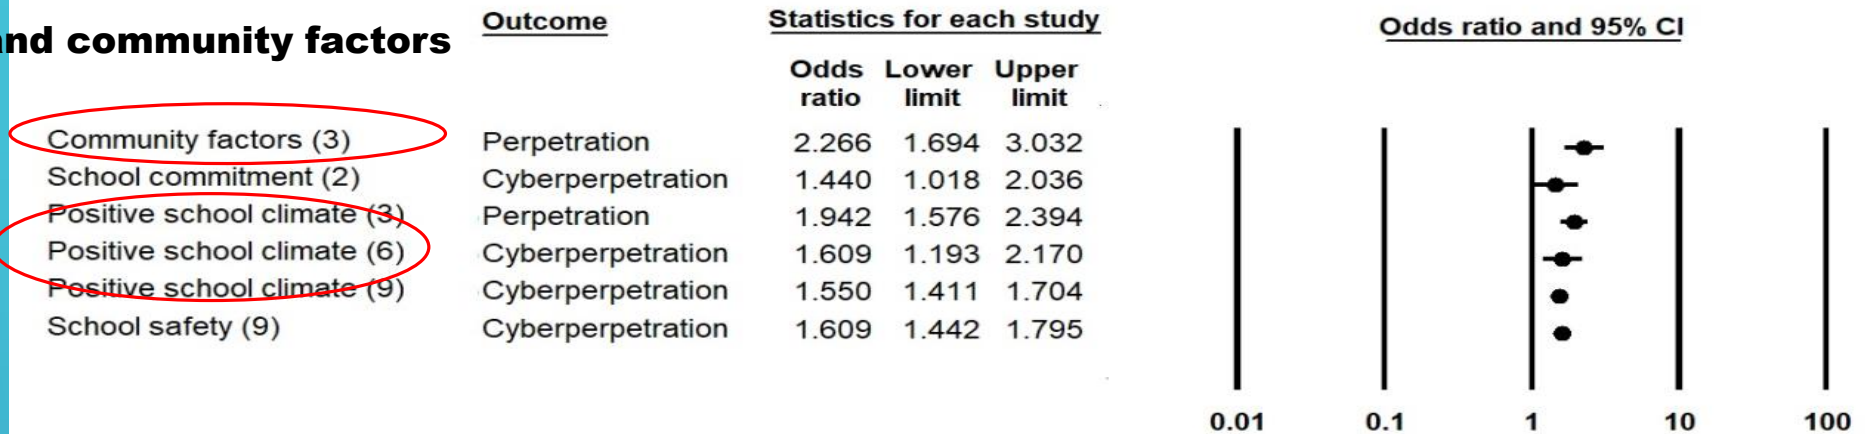 and community factors
Outcome Statistics for each study Odds ratio and 95% CI
Odds Lower Upper
ratio limit limit
Community factors (3) Perpetration 2.266 1.694 3.032
School commitment (2) Cyberperpetration 1.440 1.018 2.036
Positive school climate (3) Perpetration 1.942 1.576 2.394
Positive school climate (6) Cyberperpetration 1.609 1.193 2.170
Positive school climate (9) Cyberperpetration 1.550 1.411 1.704
School safety (9) Cyberperpetration 1.609 1.442 1.795
0.01 0.1 1 10 100